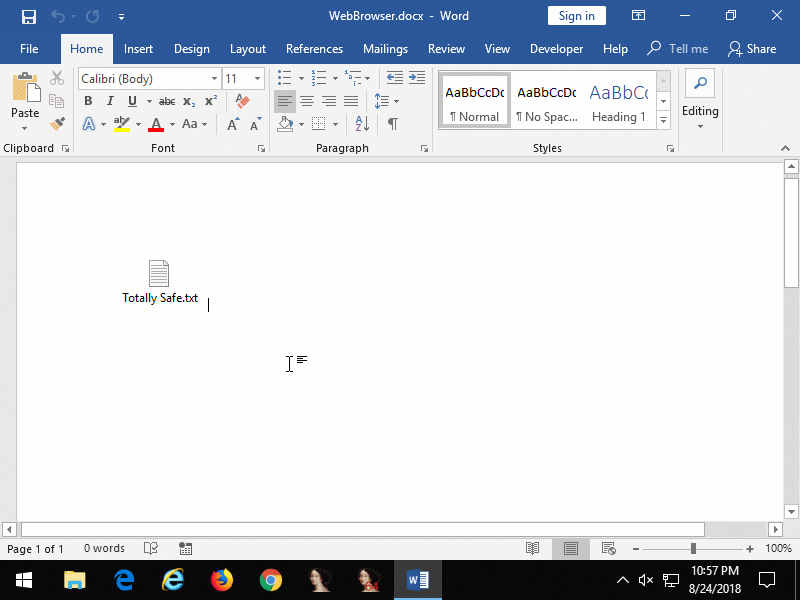 WebBrowser.docx - Word
Sign in
File Home Insert Design Layout References Mailings Review View Developer Help Tell me Share
Paste
Calibri (Body) 11
B I U abc X₂ X²
A ab A Aa A A
AaBbCcDc AaBbCcDc AaBbCc
¶ Normal ¶ No Spac... Heading 1
Editing
Clipboard Font Paragraph Styles
Totally Safe.txt
Page 1 of 1 0 words 100%
10:57 PM
8/24/2018